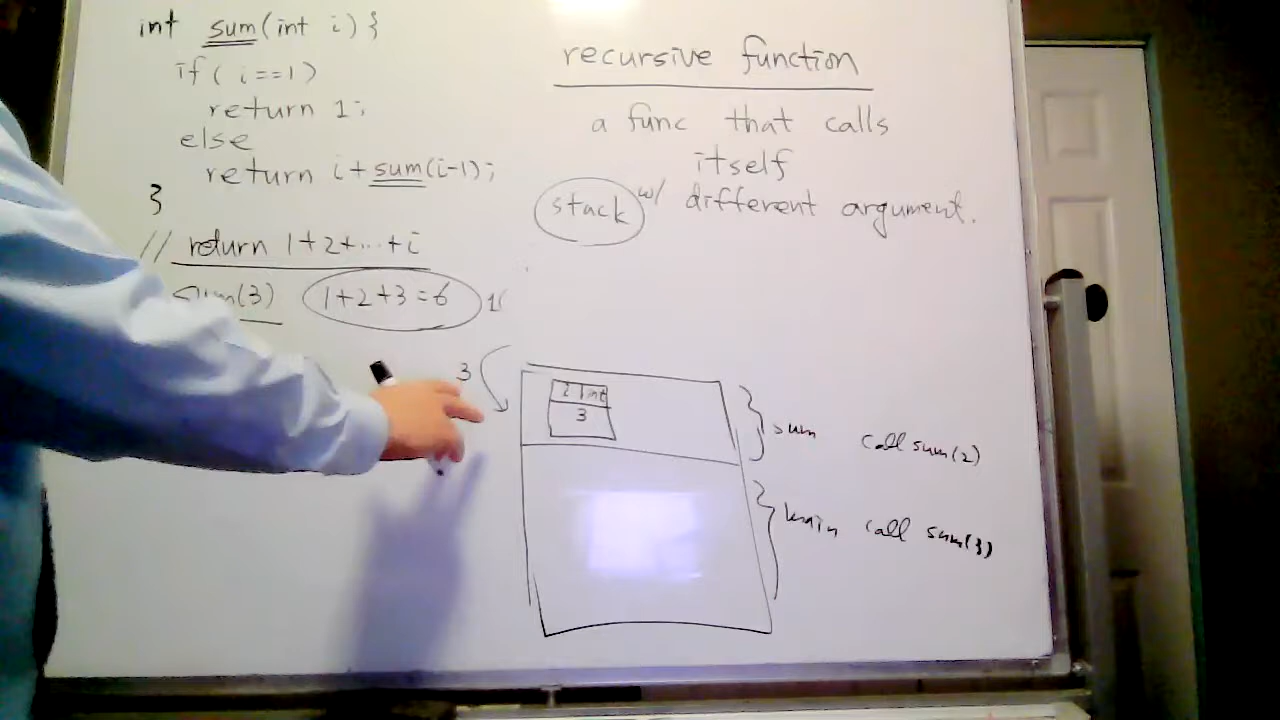 int sum(int i){
if( i==1)
return 1;
else
return i+sum(i-1);
}
// return 1+2+...+i
sum(3) 1+2+3=6
recursive function
a func that calls
itself
stack w/ different argument.
3
int
3
sum call sum(2)
main call sum(3)